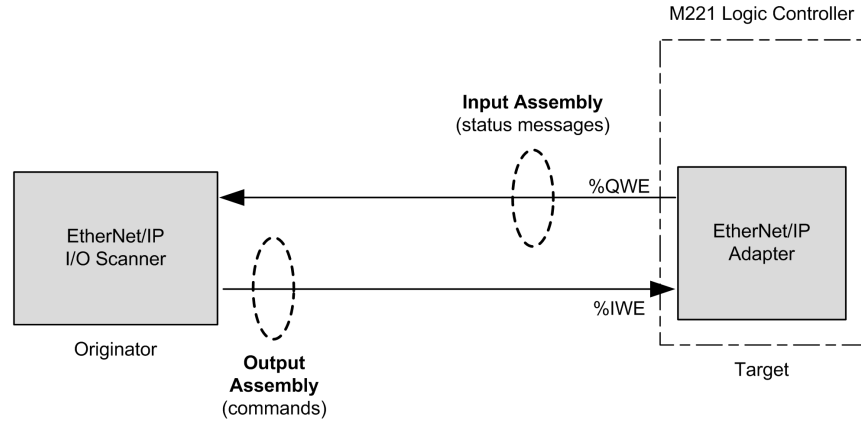 M221 Logic Controller
Input Assembly
(status messages)
%QWE
EtherNet/IP
I/O Scanner
EtherNet/IP
Adapter
%IWE
Originator
Output
Assembly
(commands)
Target